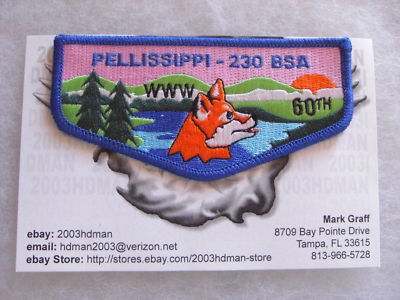 PELLISSIPPI - 230 BSA
WWW
60TH
2003HDMAN
ebay: 2003hdman
email: hdman2003@verizon.net
ebay Store: http://stores.ebay.com/2003hdman-store
Mark Graff
8709 Bay Pointe Drive
Tampa, FL 33615
813-966-5728